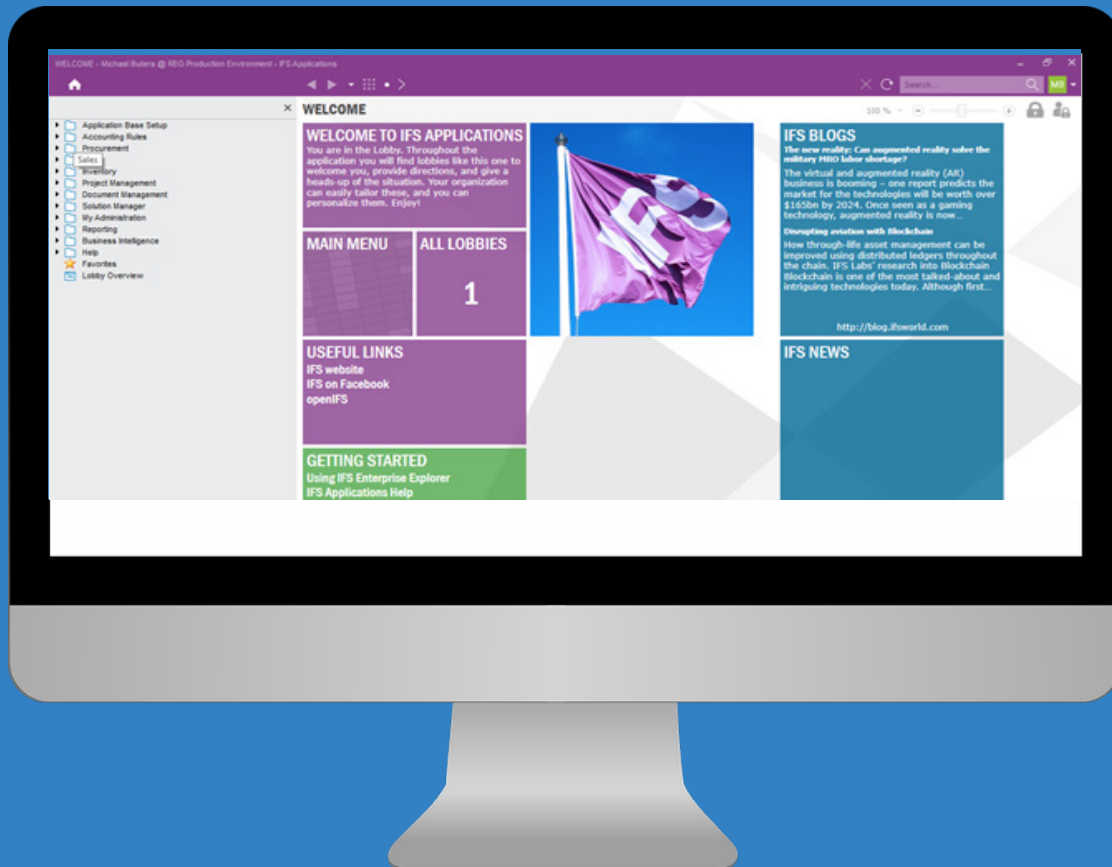 WELCOME - Michael Butera @ REG Production Environment - IFS Applications
Search...
MB
WELCOME
100 %
Application Base Setup
Accounting Rules
Procurement
Sales
Inventory
Project Management
Document Management
Solution Manager
My Administration
Reporting
Business Intelligence
Help
Favorites
Lobby Overview
WELCOME TO IFS APPLICATIONS
You are in the Lobby. Throughout the
application you will find lobbies like this one to
welcome you, provide directions, and give a
heads-up of the situation. Your organization
can easily tailor these, and you can
personalize them. Enjoy!
MAIN MENU
ALL LOBBIES
1
USEFUL LINKS
IFS website
IFS on Facebook
openIFS
GETTING STARTED
Using IFS Enterprise Explorer
IFS Applications Help
IFS
IFS BLOGS
The new reality: Can augmented reality solve the
military MRO labor shortage?
The virtual and augmented reality (AR)
business is booming – one report predicts the
market for the technologies will be worth over
$165bn by 2024. Once seen as a gaming
technology, augmented reality is now...
Disrupting aviation with Blockchain
How through-life asset management can be
improved using distributed ledgers throughout
the chain. IFS Labs' research into Blockchain
Blockchain is one of the most talked-about and
intriguing technologies today. Although first...
http://blog.ifsworld.com
IFS NEWS